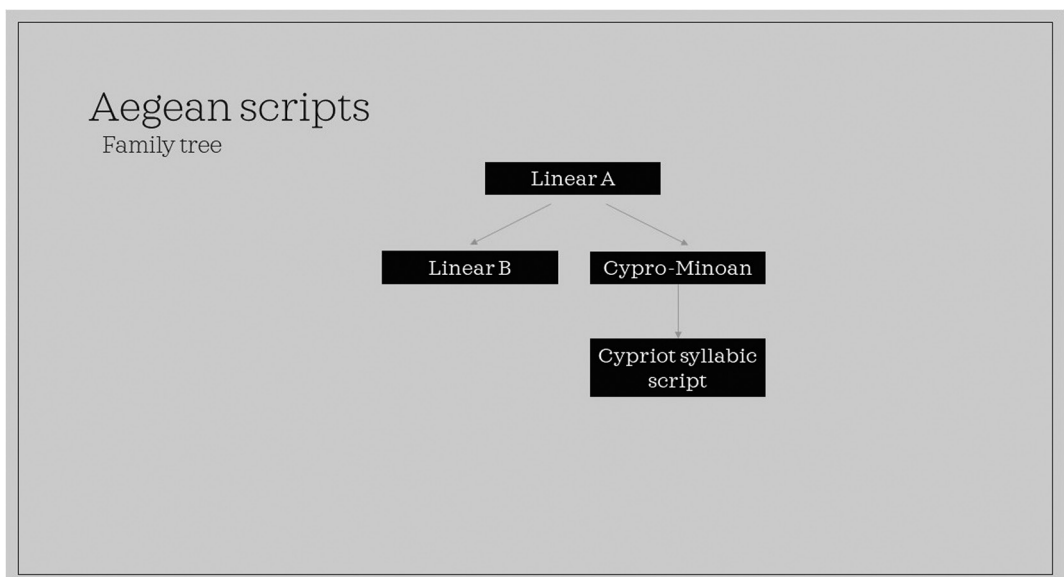 Aegean scripts
Family tree
Linear A
Linear B
Cypro-Minoan
Cypriot syllabic
script